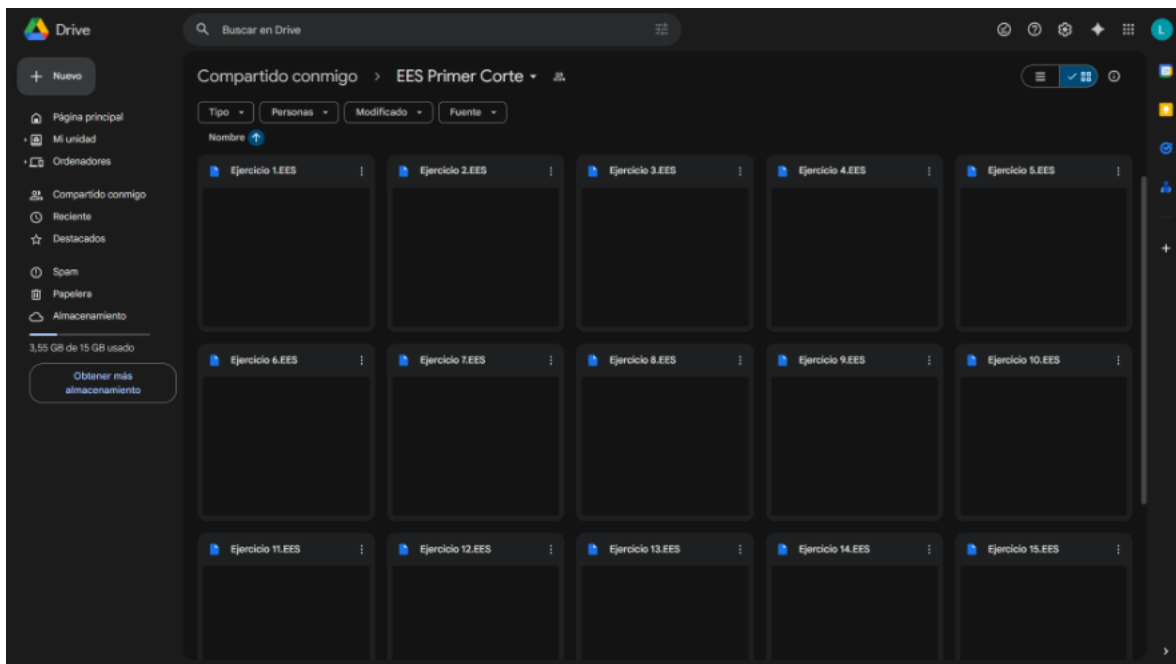 Drive
Buscar en Drive
L
Nuevo
Página principal
Mi unidad
Ordenadores
Compartido conmigo
Reciente
Destacados
Spam
Papelera
Almacenamiento
3,55 GB de 15 GB usado
Obtener más
almacenamiento
Compartido conmigo > EES Primer Corte
Tipo Personas Modificado Fuente
Nombre
Ejercicio 1.EES Ejercicio 2.EES Ejercicio 3.EES Ejercicio 4.EES Ejercicio 5.EES
Ejercicio 6.EES Ejercicio 7.EES Ejercicio 8.EES Ejercicio 9.EES Ejercicio 10.EES
Ejercicio 11.EES Ejercicio 12.EES Ejercicio 13.EES Ejercicio 14.EES Ejercicio 15.EES